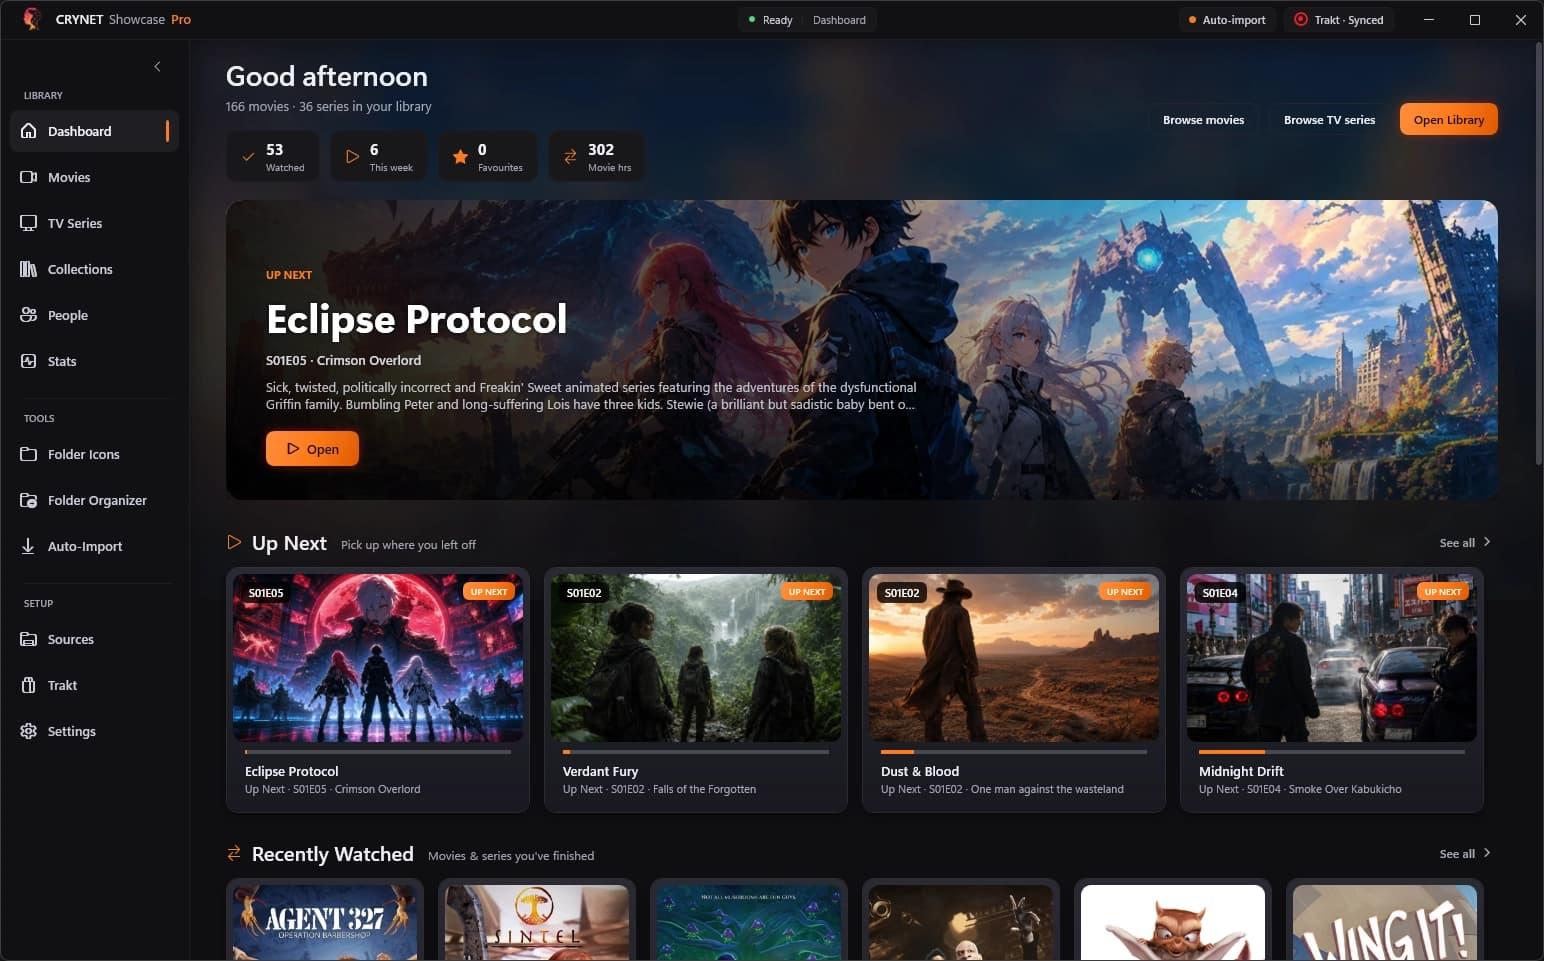 CRYNET Showcase Pro
Ready Dashboard
Auto-import
Trakt · Synced
LIBRARY
Dashboard
Movies
TV Series
Collections
People
Stats
TOOLS
Folder Icons
Folder Organizer
Auto-Import
SETUP
Sources
Trakt
Settings
Good afternoon
166 movies · 36 series in your library
53
Watched
6
This week
0
Favourites
302
Movie hrs
Browse movies
Browse TV series
Open Library
UP NEXT
Eclipse Protocol
S01E05 · Crimson Overlord
Sick, twisted, politically incorrect and Freakin' Sweet animated series featuring the adventures of the dysfunctional
Griffin family. Bumbling Peter and long-suffering Lois have three kids. Stewie (a brilliant but sadistic baby bent o...
Open
Up Next Pick up where you left off
See all
S01E05
UP NEXT
Eclipse Protocol
Up Next · S01E05 · Crimson Overlord
S01E02
UP NEXT
Verdant Fury
Up Next · S01E02 · Falls of the Forgotten
S01E02
UP NEXT
Dust & Blood
Up Next · S01E02 · One man against the wasteland
S01E04
UP NEXT
Midnight Drift
Up Next · S01E04 · Smoke Over Kabukicho
Recently Watched Movies & series you've finished
See all
AGENT 327
OPERATION BARBERSHOP
SINTEL
NOT ALL MUSHROOMS ARE FUN GUYS
WING IT!